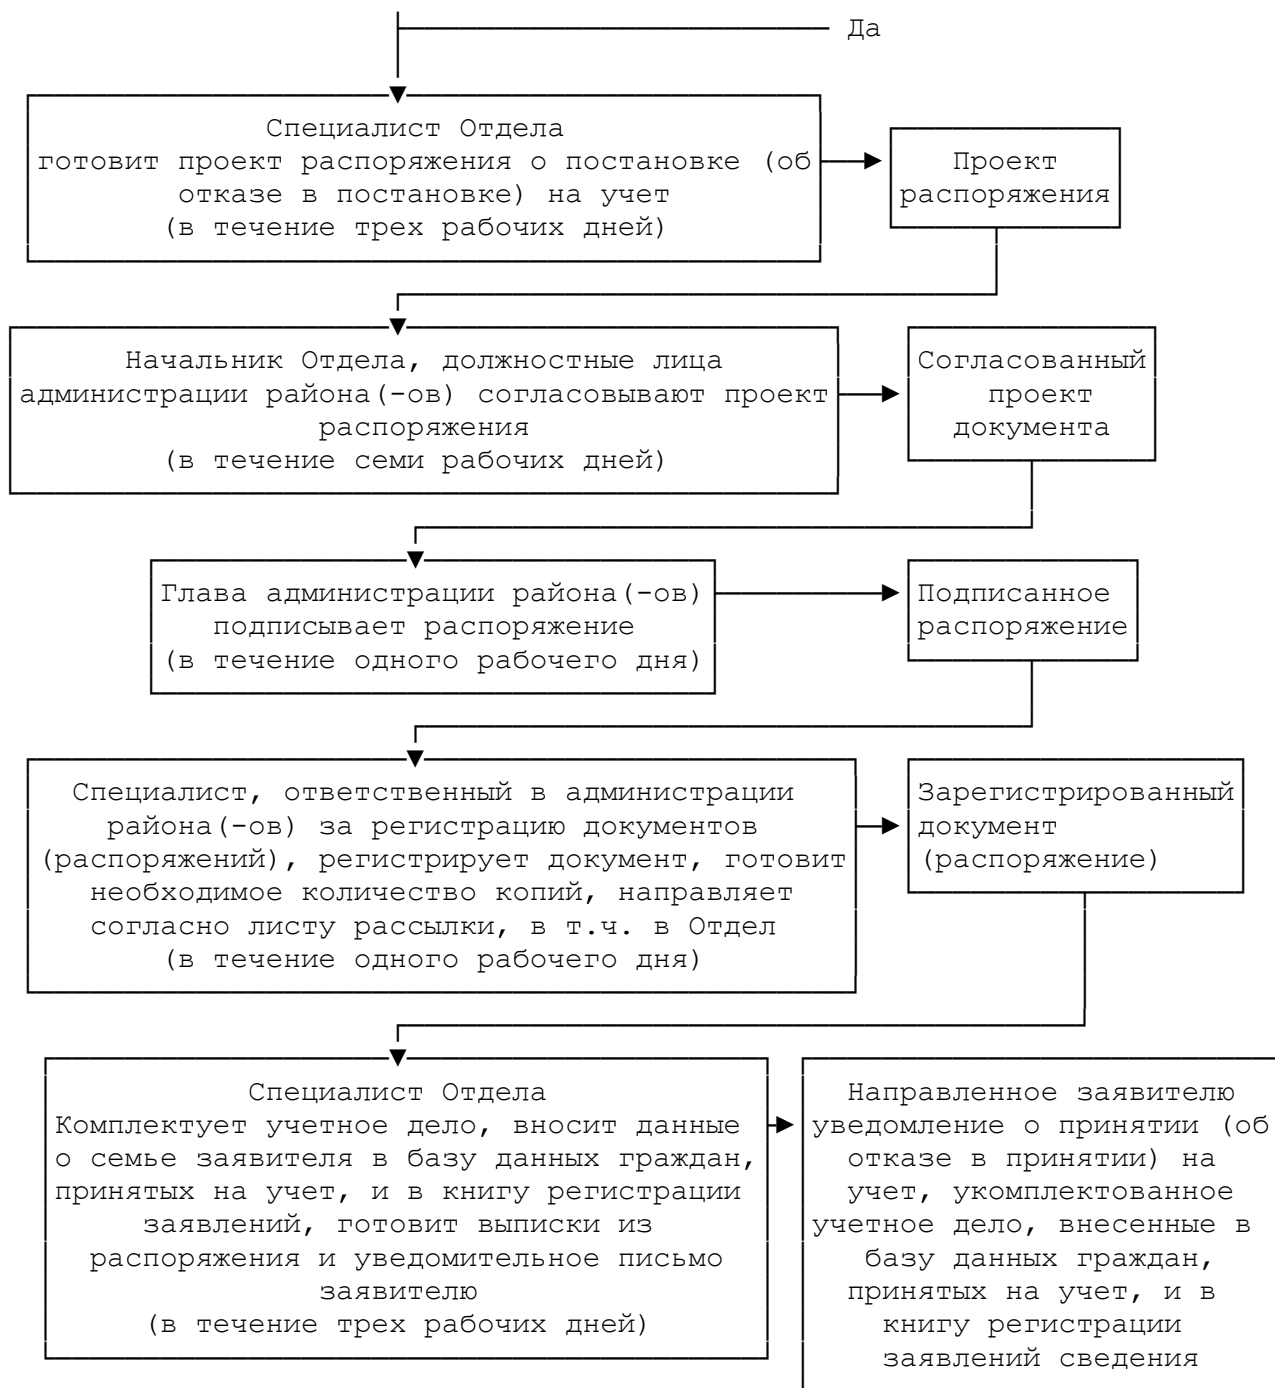 Да
Специалист Отдела
готовит проект распоряжения о постановке (об
отказе в постановке) на учет
(в течение трех рабочих дней)
Проект
распоряжения
Начальник Отдела, должностные лица
администрации района(-ов) согласовывают проект
распоряжения
(в течение семи рабочих дней)
Согласованный
проект
документа
Глава администрации района(-ов)
подписывает распоряжение
(в течение одного рабочего дня)
Подписанное
распоряжение
Специалист, ответственный в администрации
района(-ов) за регистрацию документов
(распоряжений), регистрирует документ, готовит
необходимое количество копий, направляет
согласно листу рассылки, в т.ч. в Отдел
(в течение одного рабочего дня)
Зарегистрированный
документ
(распоряжение)
Специалист Отдела
Комплектует учетное дело, вносит данные
о семье заявителя в базу данных граждан,
принятых на учет, и в книгу регистрации
заявлений, готовит выписки из
распоряжения и уведомительное письмо
заявителю
(в течение трех рабочих дней)
Направленное заявителю
уведомление о принятии (об
отказе в принятии) на
учет, укомплектованное
учетное дело, внесенные в
базу данных граждан,
принятых на учет, и в
книгу регистрации
заявлений сведения